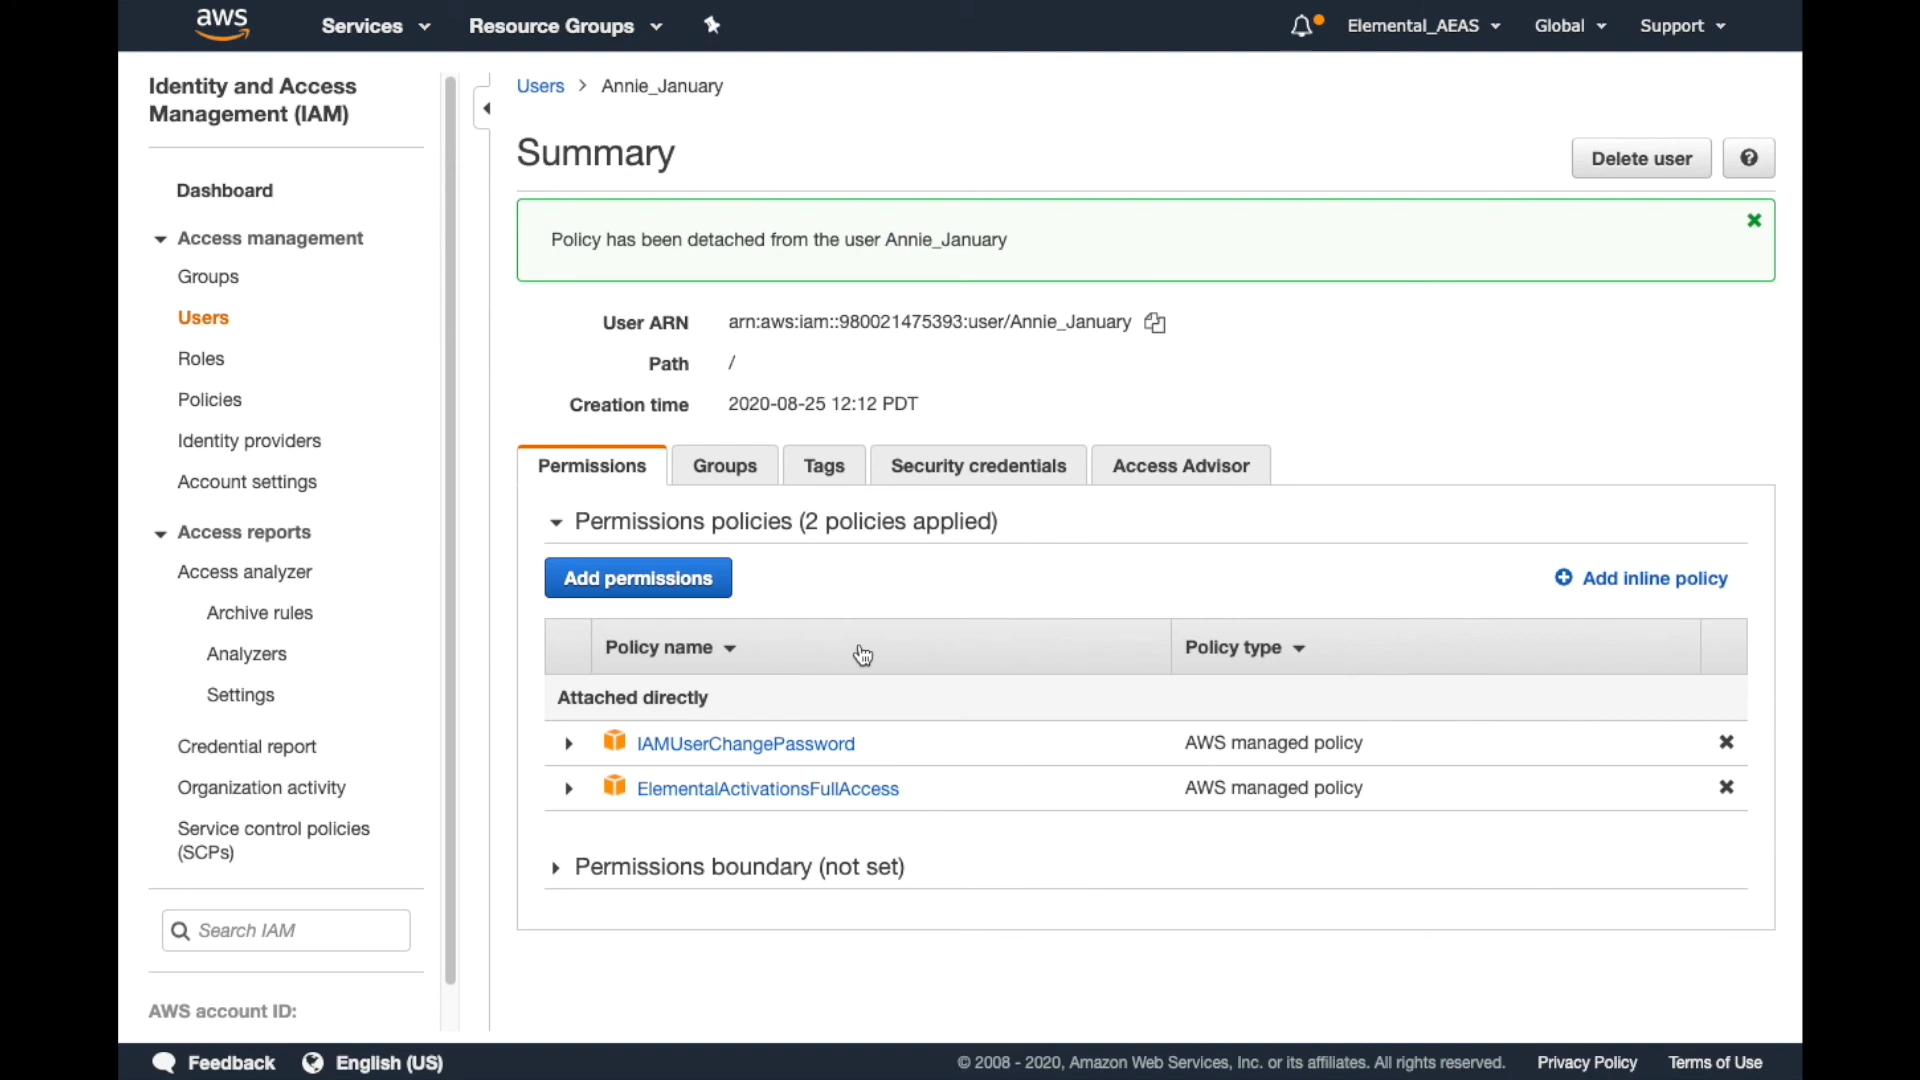 aws
Services
Resource Groups
Elemental_AEAS
Global
Support
Identity and Access
Management (IAM)
Dashboard
Access management
Groups
Users
Roles
Policies
Identity providers
Account settings
Access reports
Access analyzer
Archive rules
Analyzers
Settings
Credential report
Organization activity
Service control policies
(SCPs)
Search IAM
AWS account ID:
Users > Annie_January
Summary
Delete user
?
Policy has been detached from the user Annie_January
User ARN arn:aws:iam::980021475393:user/Annie_January
Path /
Creation time 2020-08-25 12:12 PDT
Permissions
Groups
Tags
Security credentials
Access Advisor
Permissions policies (2 policies applied)
Add permissions
Add inline policy
Policy name
Policy type
Attached directly
IAMUserChangePassword AWS managed policy
ElementalActivationsFullAccess AWS managed policy
Permissions boundary (not set)
Feedback
English (US)
© 2008 - 2020, Amazon Web Services, Inc. or its affiliates. All rights reserved.
Privacy Policy
Terms of Use